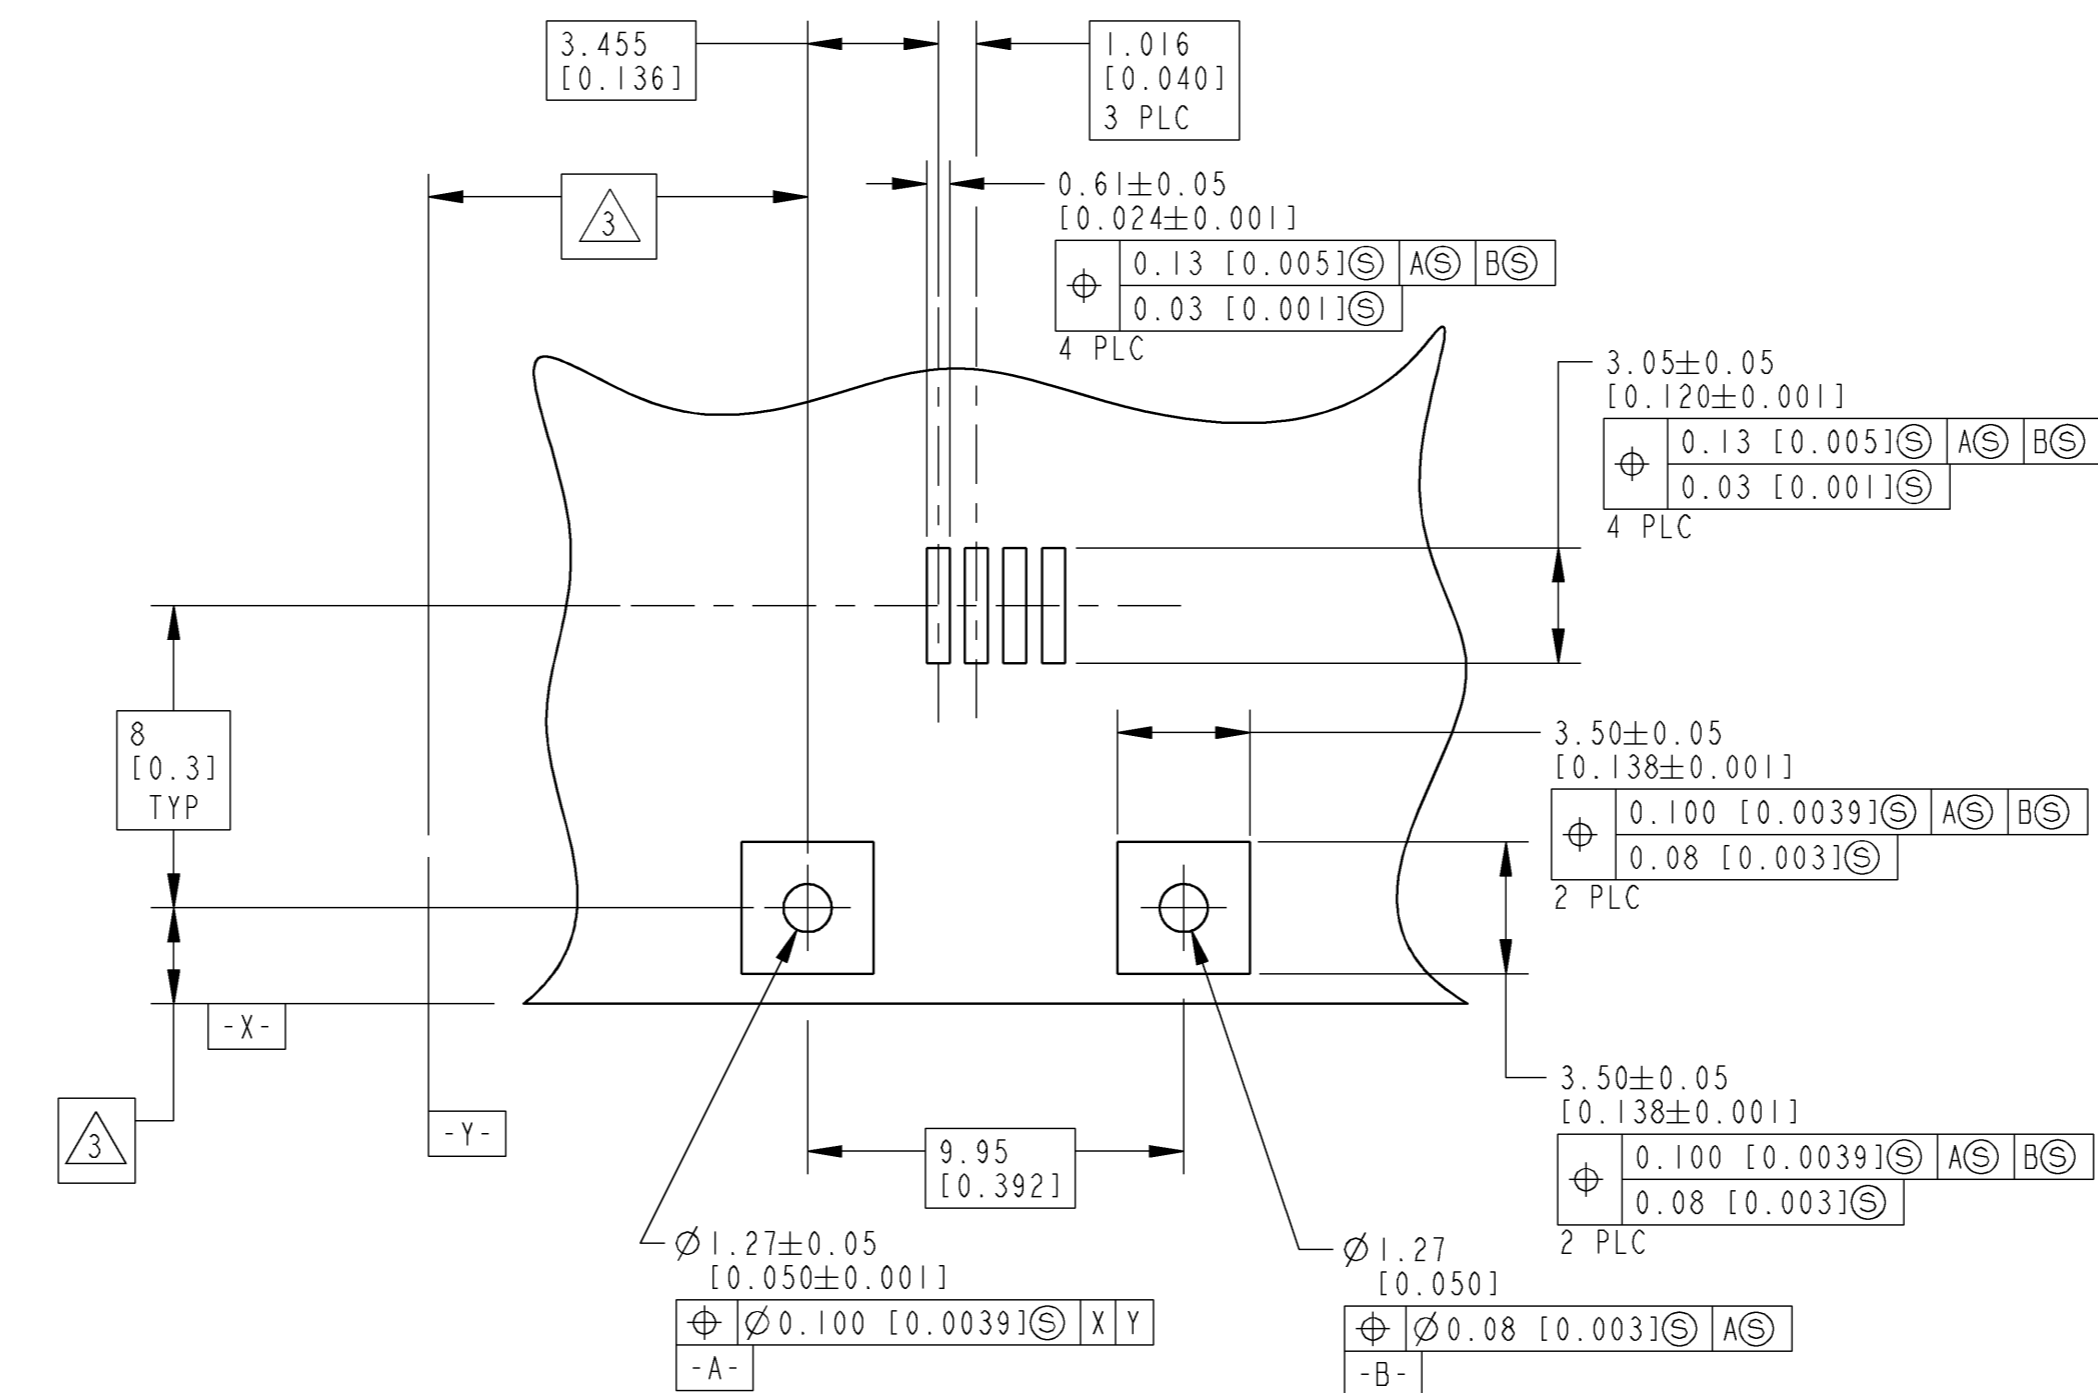 3.455
[0.136]
1.016
[0.040]
3 PLC
3
0.61±0.05
[0.024±0.001]
⌖ 0.13 [0.005]Ⓢ AⓈ BⓈ
0.03 [0.001]Ⓢ
4 PLC
3.05±0.05
[0.120±0.001]
⌖ 0.13 [0.005]Ⓢ AⓈ BⓈ
0.03 [0.001]Ⓢ
4 PLC
8
[0.3]
TYP
3.50±0.05
[0.138±0.001]
⌖ 0.100 [0.0039]Ⓢ AⓈ BⓈ
0.08 [0.003]Ⓢ
2 PLC
-X-
3
-Y-
9.95
[0.392]
3.50±0.05
[0.138±0.001]
⌖ 0.100 [0.0039]Ⓢ AⓈ BⓈ
0.08 [0.003]Ⓢ
2 PLC
⌀1.27±0.05
[0.050±0.001]
⌖ ⌀0.100 [0.0039]Ⓢ X Y
-A-
⌀1.27
[0.050]
⌖ ⌀0.08 [0.003]Ⓢ AⓈ
-B-